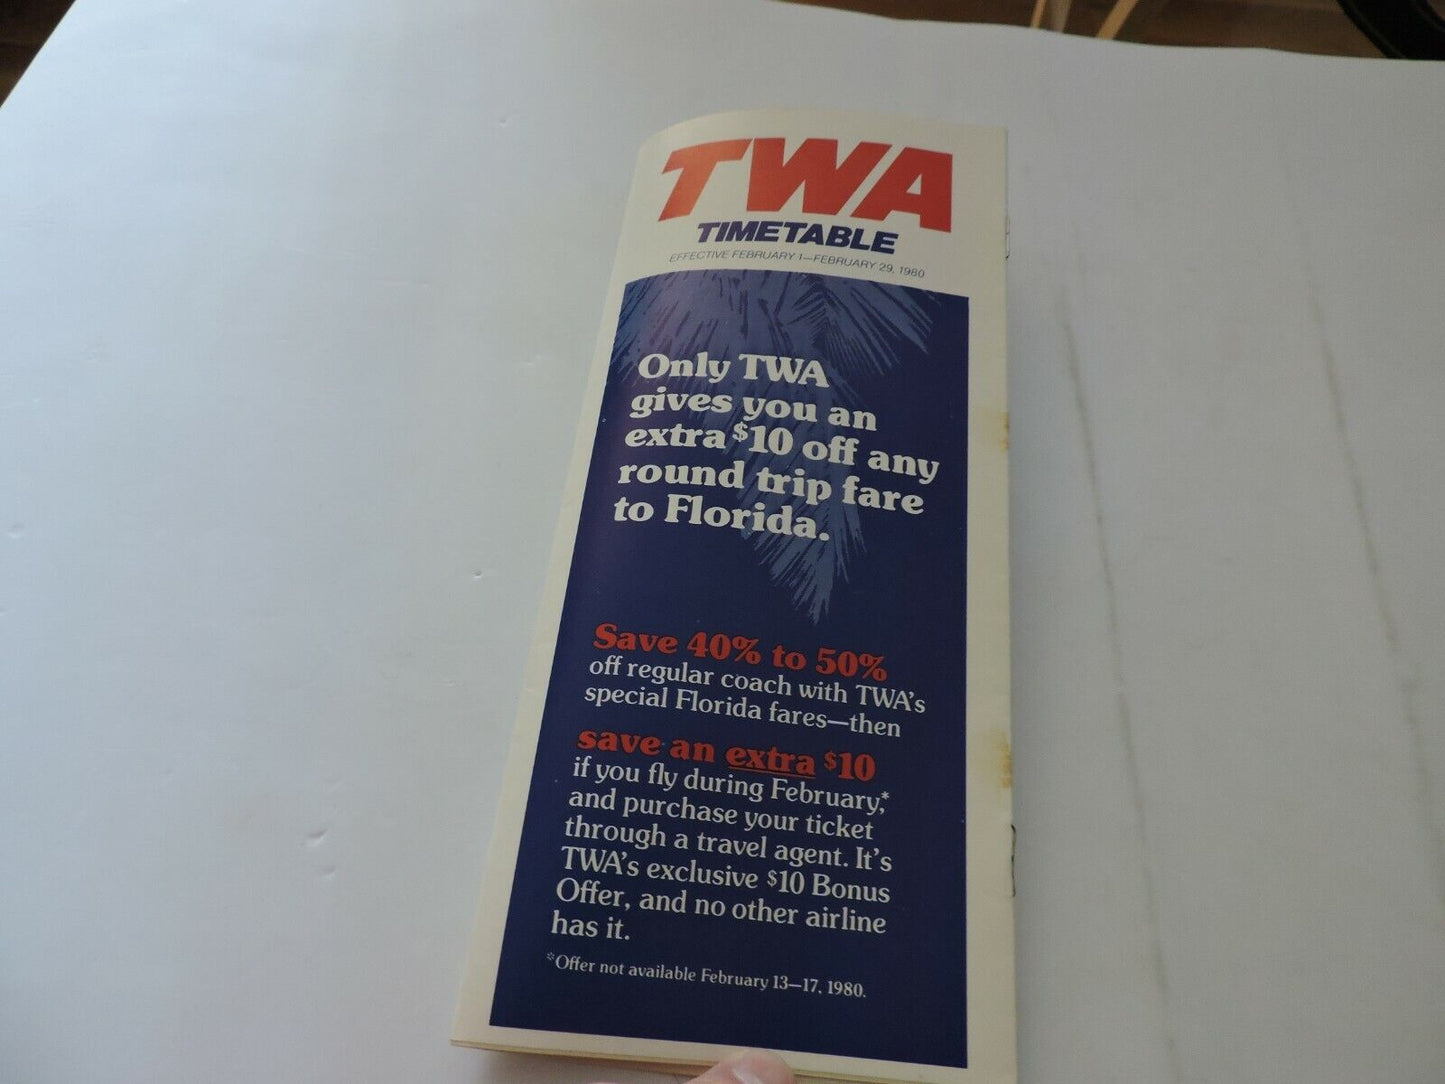 TWA
TIMETABLE
EFFECTIVE FEBRUARY 1—FEBRUARY 29, 1980
Only TWA
gives you an
extra $10 off any
round trip fare
to Florida.
Save 40% to 50%
off regular coach with TWA's
special Florida fares—then
save an extra $10
if you fly during February,*
and purchase your ticket
through a travel agent. It's
TWA's exclusive $10 Bonus
Offer, and no other airline
has it.
*Offer not available February 13—17, 1980.